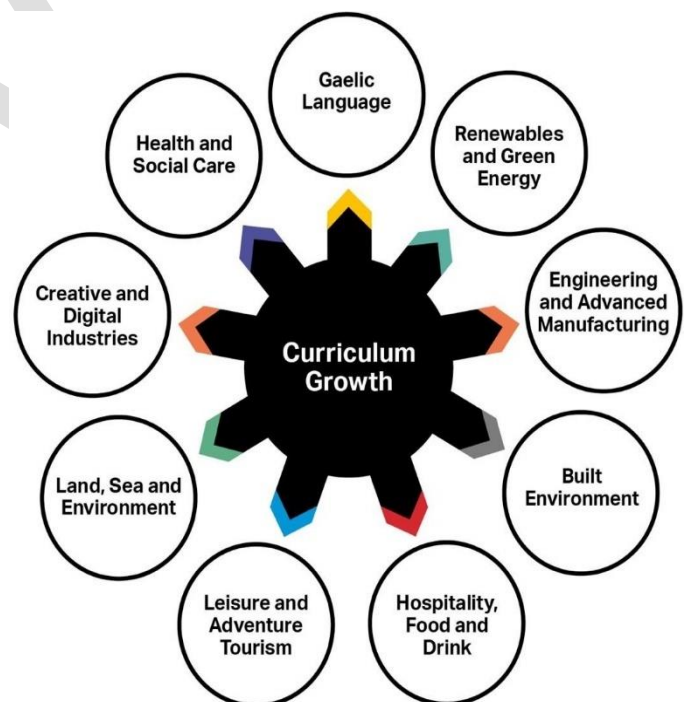 Gaelic
Language
Renewables
and Green
Energy
Engineering
and Advanced
Manufacturing
Built
Environment
Hospitality,
Food and
Drink
Leisure and
Adventure
Tourism
Land, Sea and
Environment
Creative and
Digital
Industries
Health and
Social Care
Curriculum
Growth